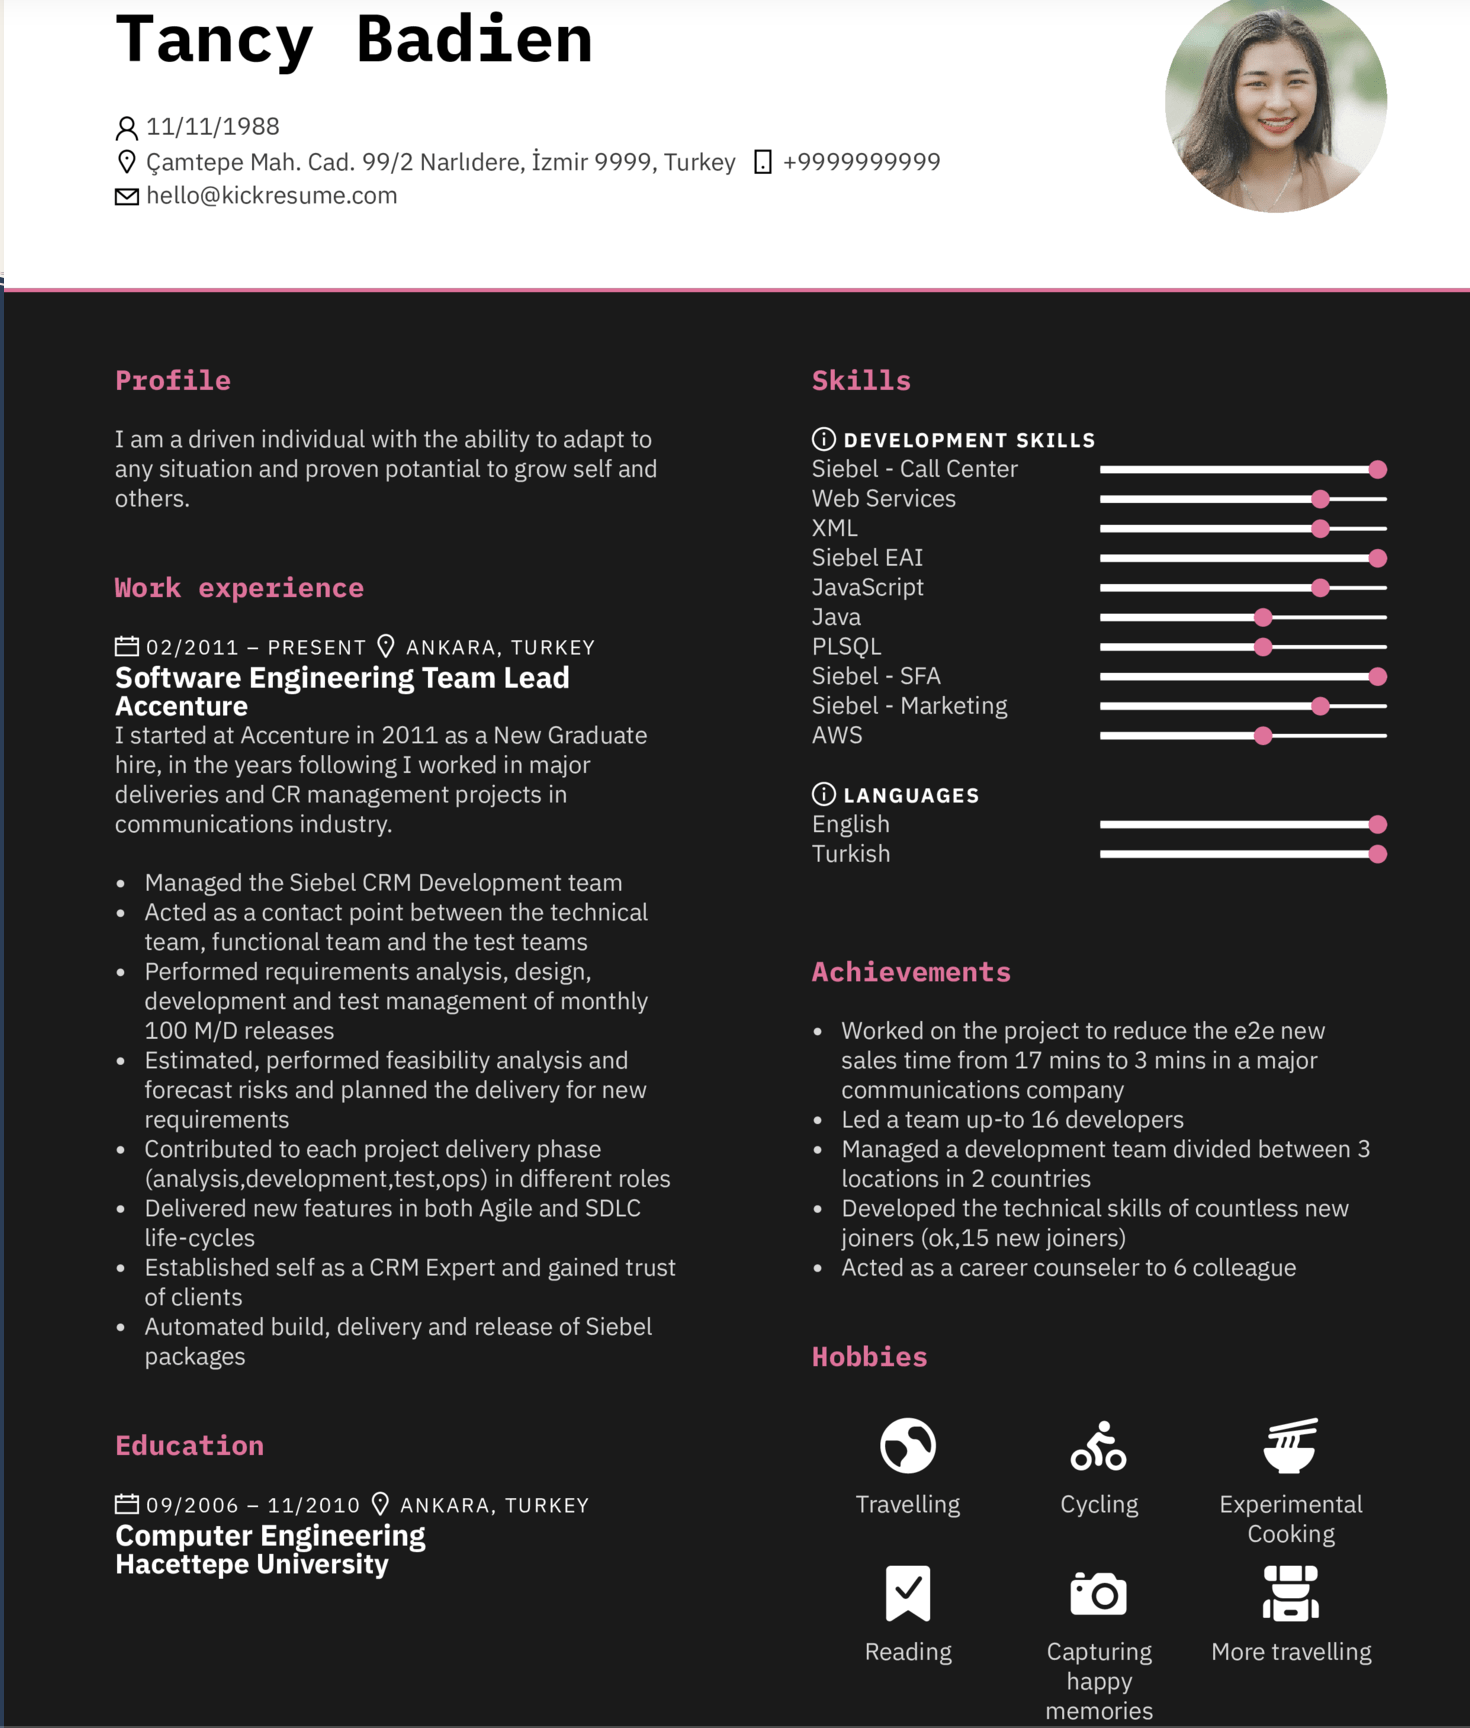 Tancy Badien
11/11/1988
Çamtepe Mah. Cad. 99/2 Narlıdere, İzmir 9999, Turkey +9999999999
hello@kickresume.com
Profile
I am a driven individual with the ability to adapt to
any situation and proven potantial to grow self and
others.
Work experience
02/2011 – PRESENT ANKARA, TURKEY
Software Engineering Team Lead
Accenture
I started at Accenture in 2011 as a New Graduate
hire, in the years following I worked in major
deliveries and CR management projects in
communications industry.
• Managed the Siebel CRM Development team
• Acted as a contact point between the technical
team, functional team and the test teams
• Performed requirements analysis, design,
development and test management of monthly
100 M/D releases
• Estimated, performed feasibility analysis and
forecast risks and planned the delivery for new
requirements
• Contributed to each project delivery phase
(analysis,development,test,ops) in different roles
• Delivered new features in both Agile and SDLC
life-cycles
• Established self as a CRM Expert and gained trust
of clients
• Automated build, delivery and release of Siebel
packages
Education
09/2006 – 11/2010 ANKARA, TURKEY
Computer Engineering
Hacettepe University
Skills
DEVELOPMENT SKILLS
Siebel - Call Center
Web Services
XML
Siebel EAI
JavaScript
Java
PLSQL
Siebel - SFA
Siebel - Marketing
AWS
LANGUAGES
English
Turkish
Achievements
• Worked on the project to reduce the e2e new
sales time from 17 mins to 3 mins in a major
communications company
• Led a team up-to 16 developers
• Managed a development team divided between 3
locations in 2 countries
• Developed the technical skills of countless new
joiners (ok,15 new joiners)
• Acted as a career counseler to 6 colleague
Hobbies
Travelling
Cycling
Experimental
Cooking
Reading
Capturing
happy
memories
More travelling